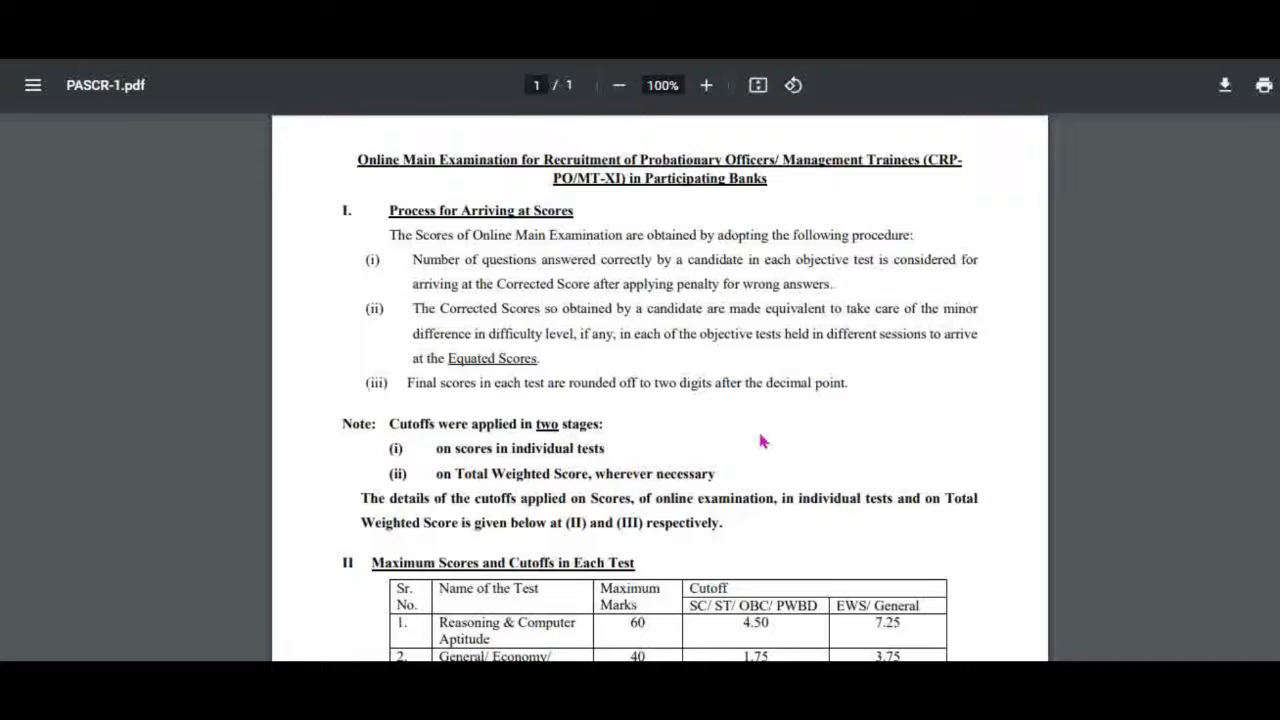 PASCR-1.pdf
1 / 1
100%
Online Main Examination for Recruitment of Probationary Officers/ Management Trainees (CRP-
PO/MT-XI) in Participating Banks
I. Process for Arriving at Scores
The Scores of Online Main Examination are obtained by adopting the following procedure:
(i) Number of questions answered correctly by a candidate in each objective test is considered for
arriving at the Corrected Score after applying penalty for wrong answers.
(ii) The Corrected Scores so obtained by a candidate are made equivalent to take care of the minor
difference in difficulty level, if any, in each of the objective tests held in different sessions to arrive
at the Equated Scores.
(iii) Final scores in each test are rounded off to two digits after the decimal point.
Note: Cutoffs were applied in two stages:
(i) on scores in individual tests
(ii) on Total Weighted Score, wherever necessary
The details of the cutoffs applied on Scores, of online examination, in individual tests and on Total
Weighted Score is given below at (II) and (III) respectively.
II Maximum Scores and Cutoffs in Each Test
Sr. Name of the Test Maximum Cutoff
No. Marks SC/ ST/ OBC/ PWBD EWS/ General
1. Reasoning & Computer 60 4.50 7.25
Aptitude
2. General/ Economy/ 40 1.75 3.75